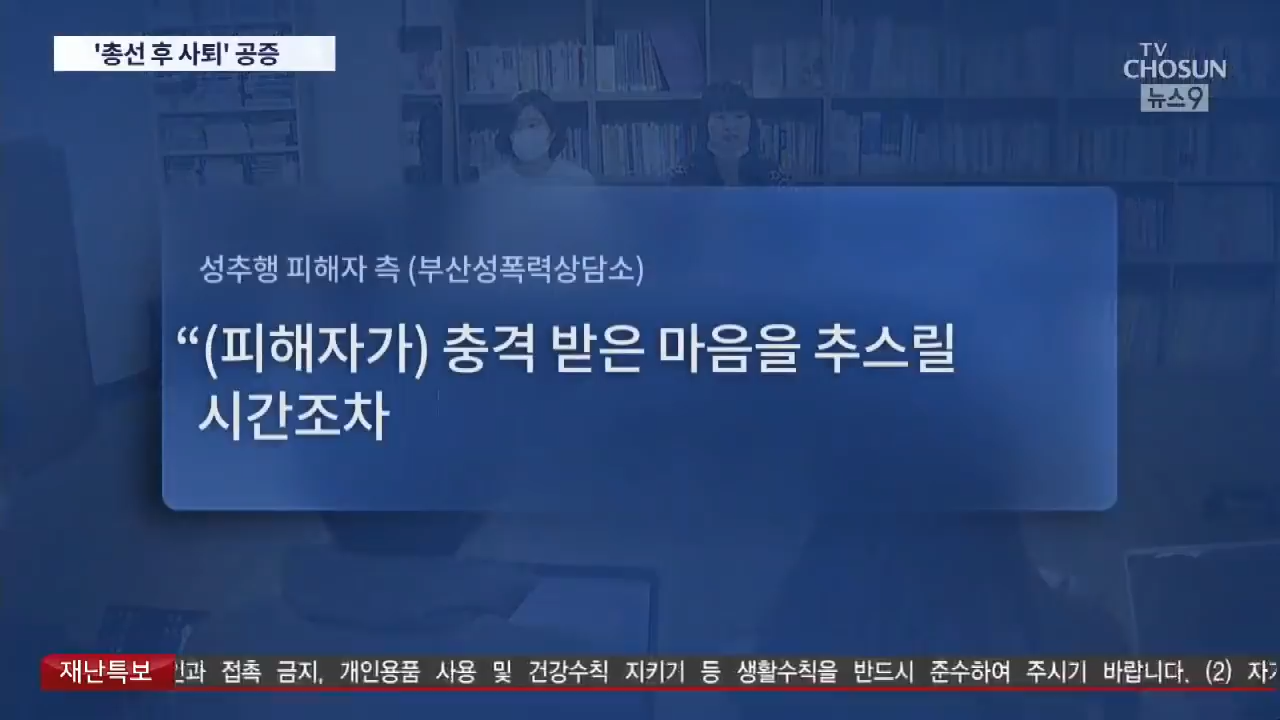 '총선 후 사퇴' 공증
TV
CHOSUN
뉴스9
성추행 피해자 측 (부산성폭력상담소)
“(피해자가) 충격 받은 마음을 추스릴
시간조차
재난특보
접촉 금지, 개인용품 사용 및 건강수칙 지키기 등 생활수칙을 반드시 준수하여 주시기 바랍니다. (2)